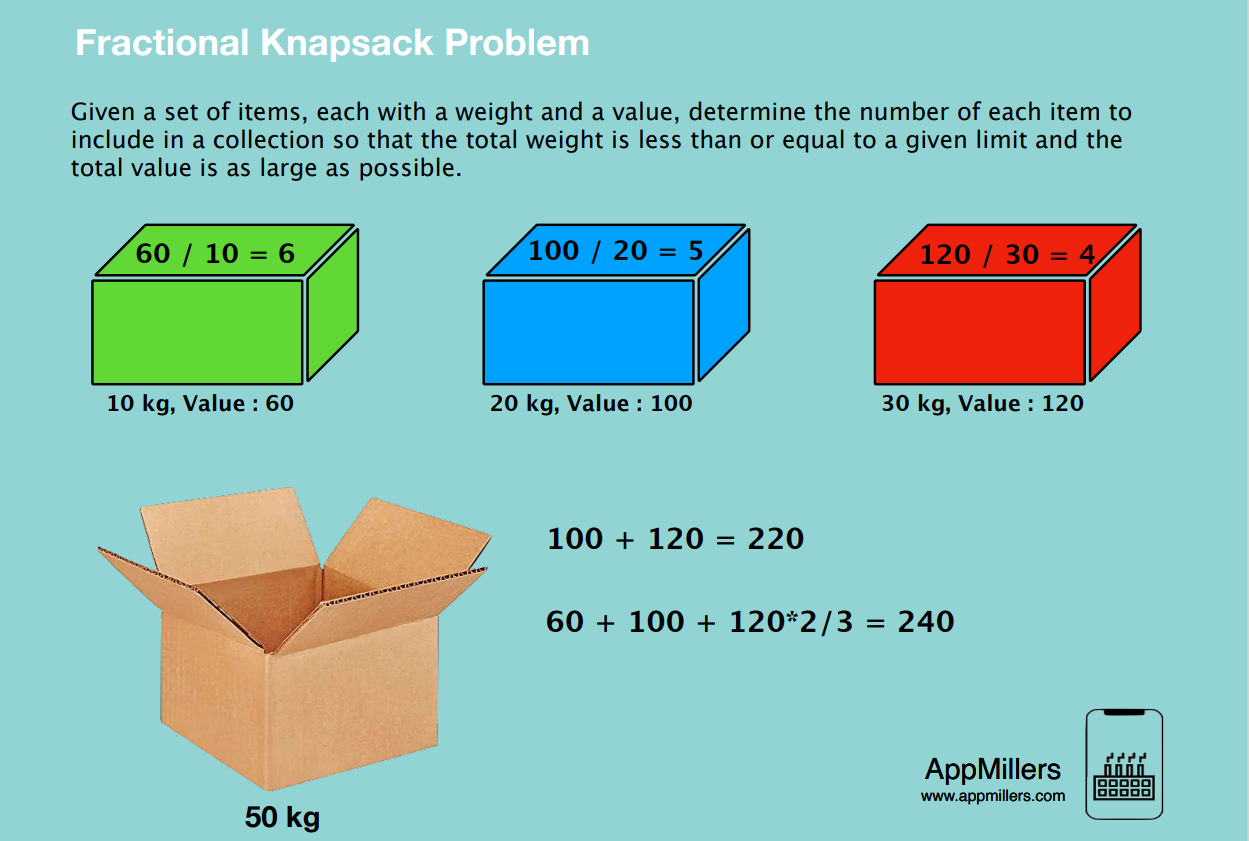 Fractional Knapsack Problem
Given a set of items, each with a weight and a value, determine the number of each item to
include in a collection so that the total weight is less than or equal to a given limit and the
total value is as large as possible.
60 / 10 = 6
100 / 20 = 5
120 / 30 = 4
10 kg, Value : 60
20 kg, Value : 100
30 kg, Value : 120
100 + 120 = 220
60 + 100 + 120*2/3 = 240
50 kg
AppMillers
www.appmillers.com